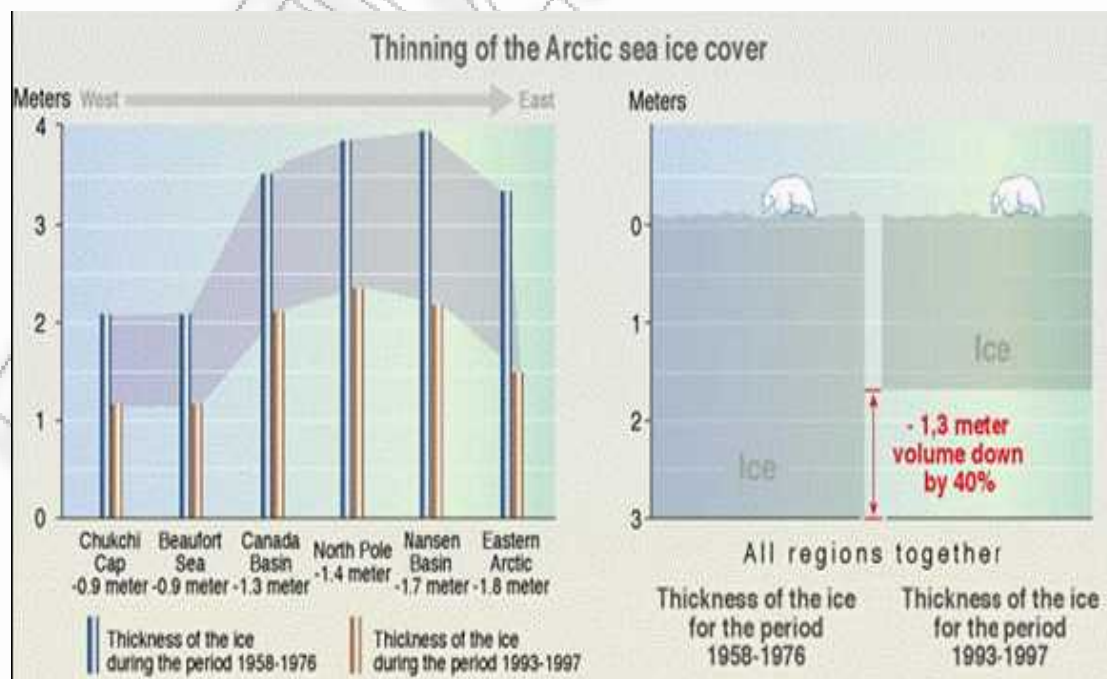 Thinning of the Arctic sea ice cover
Meters West East
4
3
2
1
0
Chukchi Cap
-0.9 meter
Beaufort Sea
-0.9 meter
Canada Basin
-1.3 meter
North Pole
-1.4 meter
Nansen Basin
-1.7 meter
Eastern Arctic
-1.8 meter
Thickness of the ice
during the period 1958-1976
Thickness of the ice
during the period 1993-1997
Meters
0
1
2
3
Ice
Ice
- 1,3 meter
volume down
by 40%
All regions together
Thickness of the ice
for the period
1958-1976
Thickness of the ice
for the period
1993-1997